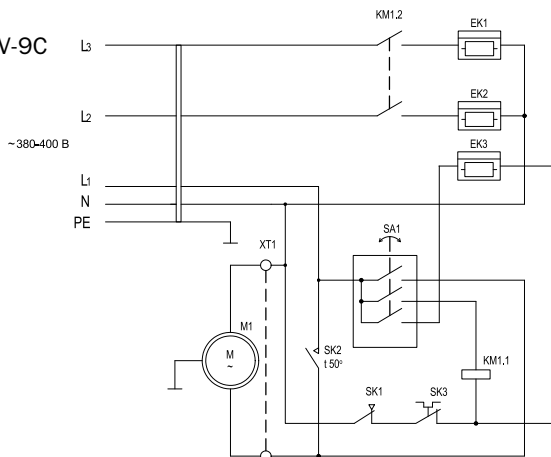 KM1.2
EK1
V-9C
L3
EK2
L2
~380-400 В
EK3
L1
N
PE
SA1
XT1
M1
M
~
SK2
t 50°
KM1.1
SK1
SK3